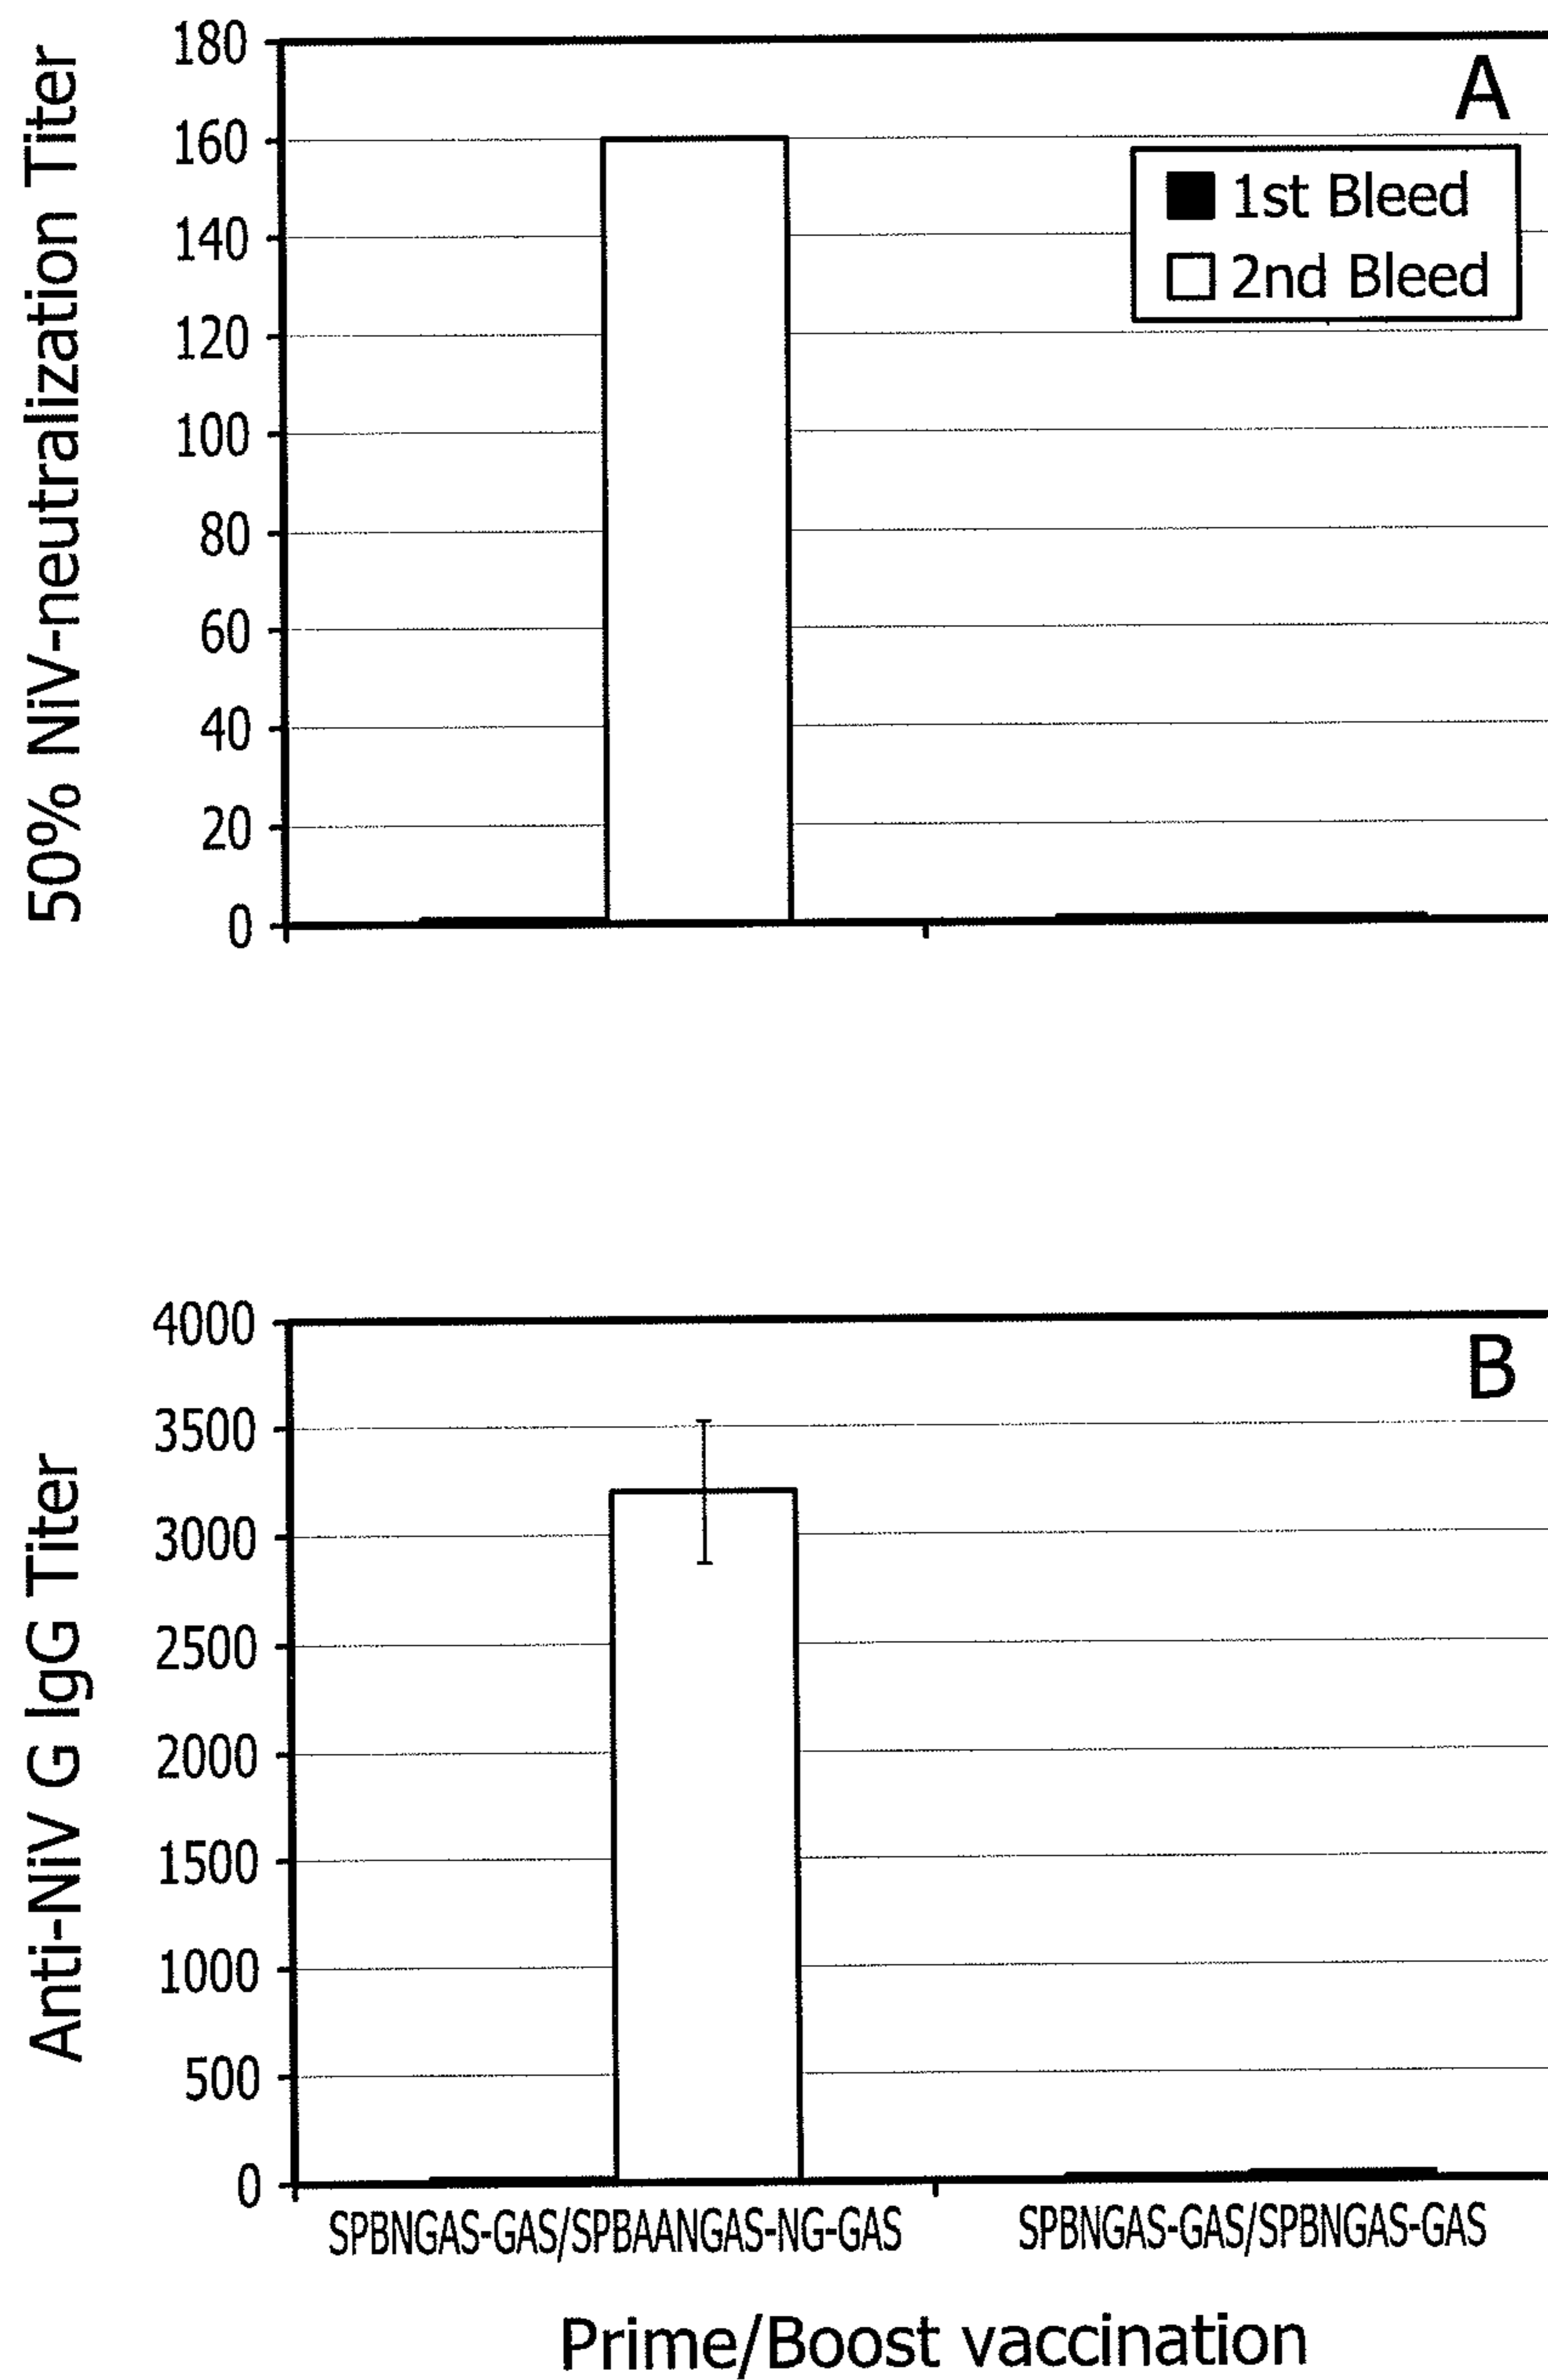 50% NiV-neutralization Titer
180
160
140
120
100
80
60
40
20
0
A
1st Bleed
2nd Bleed
Anti-NiV G IgG Titer
4000
3500
3000
2500
2000
1500
1000
500
0
B
SPBNGAS-GAS/SPBAANGAS-NG-GAS
SPBNGAS-GAS/SPBNGAS-GAS
Prime/Boost vaccination